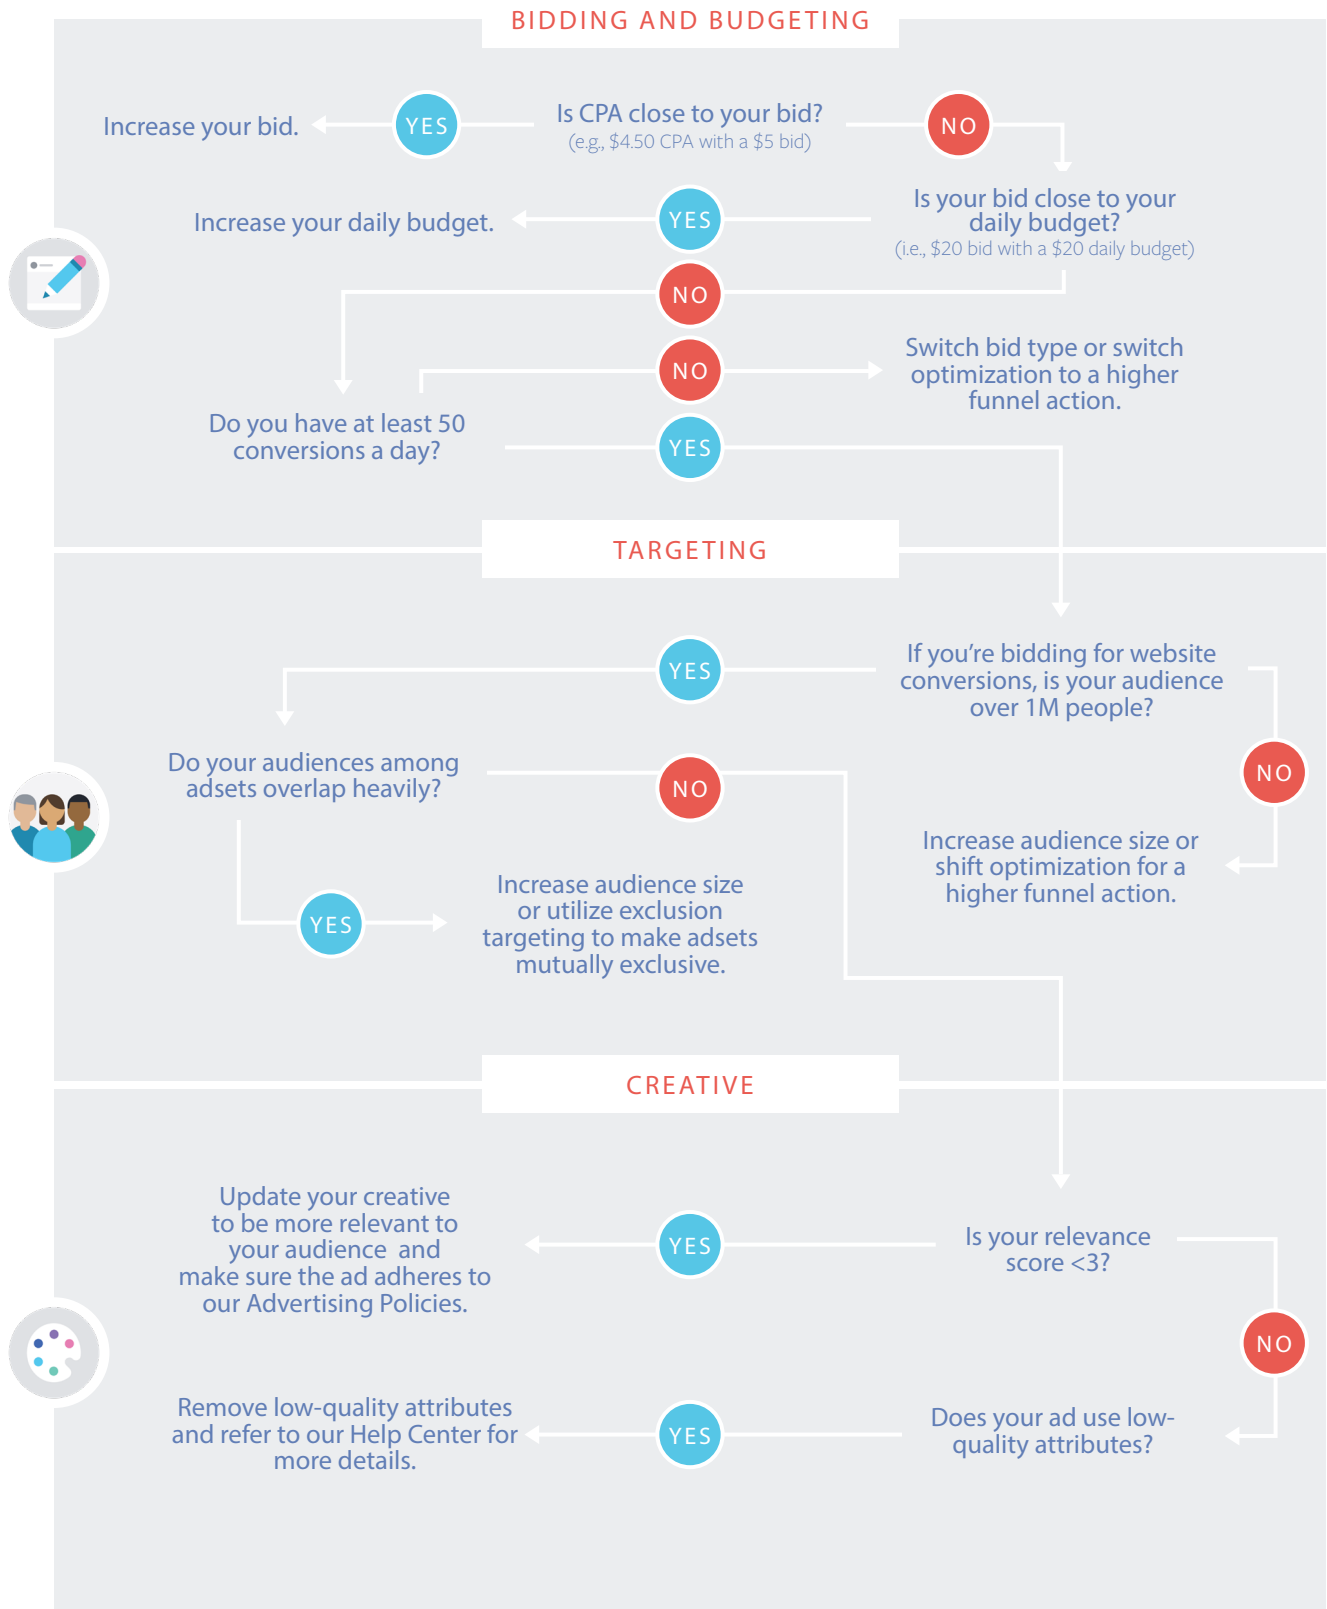 BIDDING AND BUDGETING
Increase your bid.
YES
Is CPA close to your bid?
(e.g., $4.50 CPA with a $5 bid)
NO
Increase your daily budget.
YES
Is your bid close to your
daily budget?
(i.e., $20 bid with a $20 daily budget)
NO
NO
Switch bid type or switch
optimization to a higher
funnel action.
Do you have at least 50
conversions a day?
YES
TARGETING
YES
If you’re bidding for website
conversions, is your audience
over 1M people?
Do your audiences among
adsets overlap heavily?
NO
NO
Increase audience size or
shift optimization for a
higher funnel action.
YES
Increase audience size
or utilize exclusion
targeting to make adsets
mutually exclusive.
CREATIVE
Update your creative
to be more relevant to
your audience and
make sure the ad adheres to
our Advertising Policies.
YES
Is your relevance
score <3?
NO
Remove low-quality attributes
and refer to our Help Center for
more details.
YES
Does your ad use low-
quality attributes?